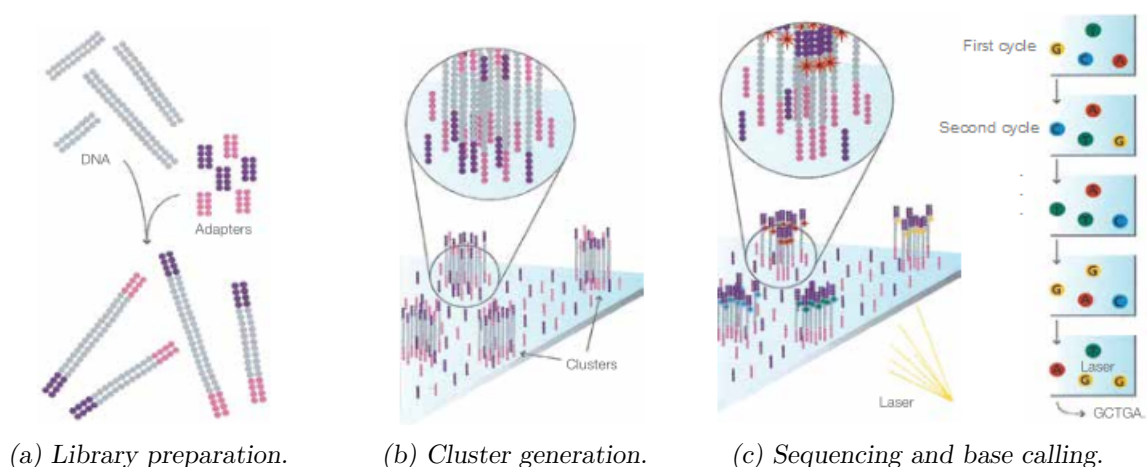 DNA
Adapters
(a) Library preparation.
Clusters
(b) Cluster generation.
Laser
First cycle
G T C A
Second cycle
C A T G
T A T C
G G A C
A T G G
Laser
GCTGA.
(c) Sequencing and base calling.